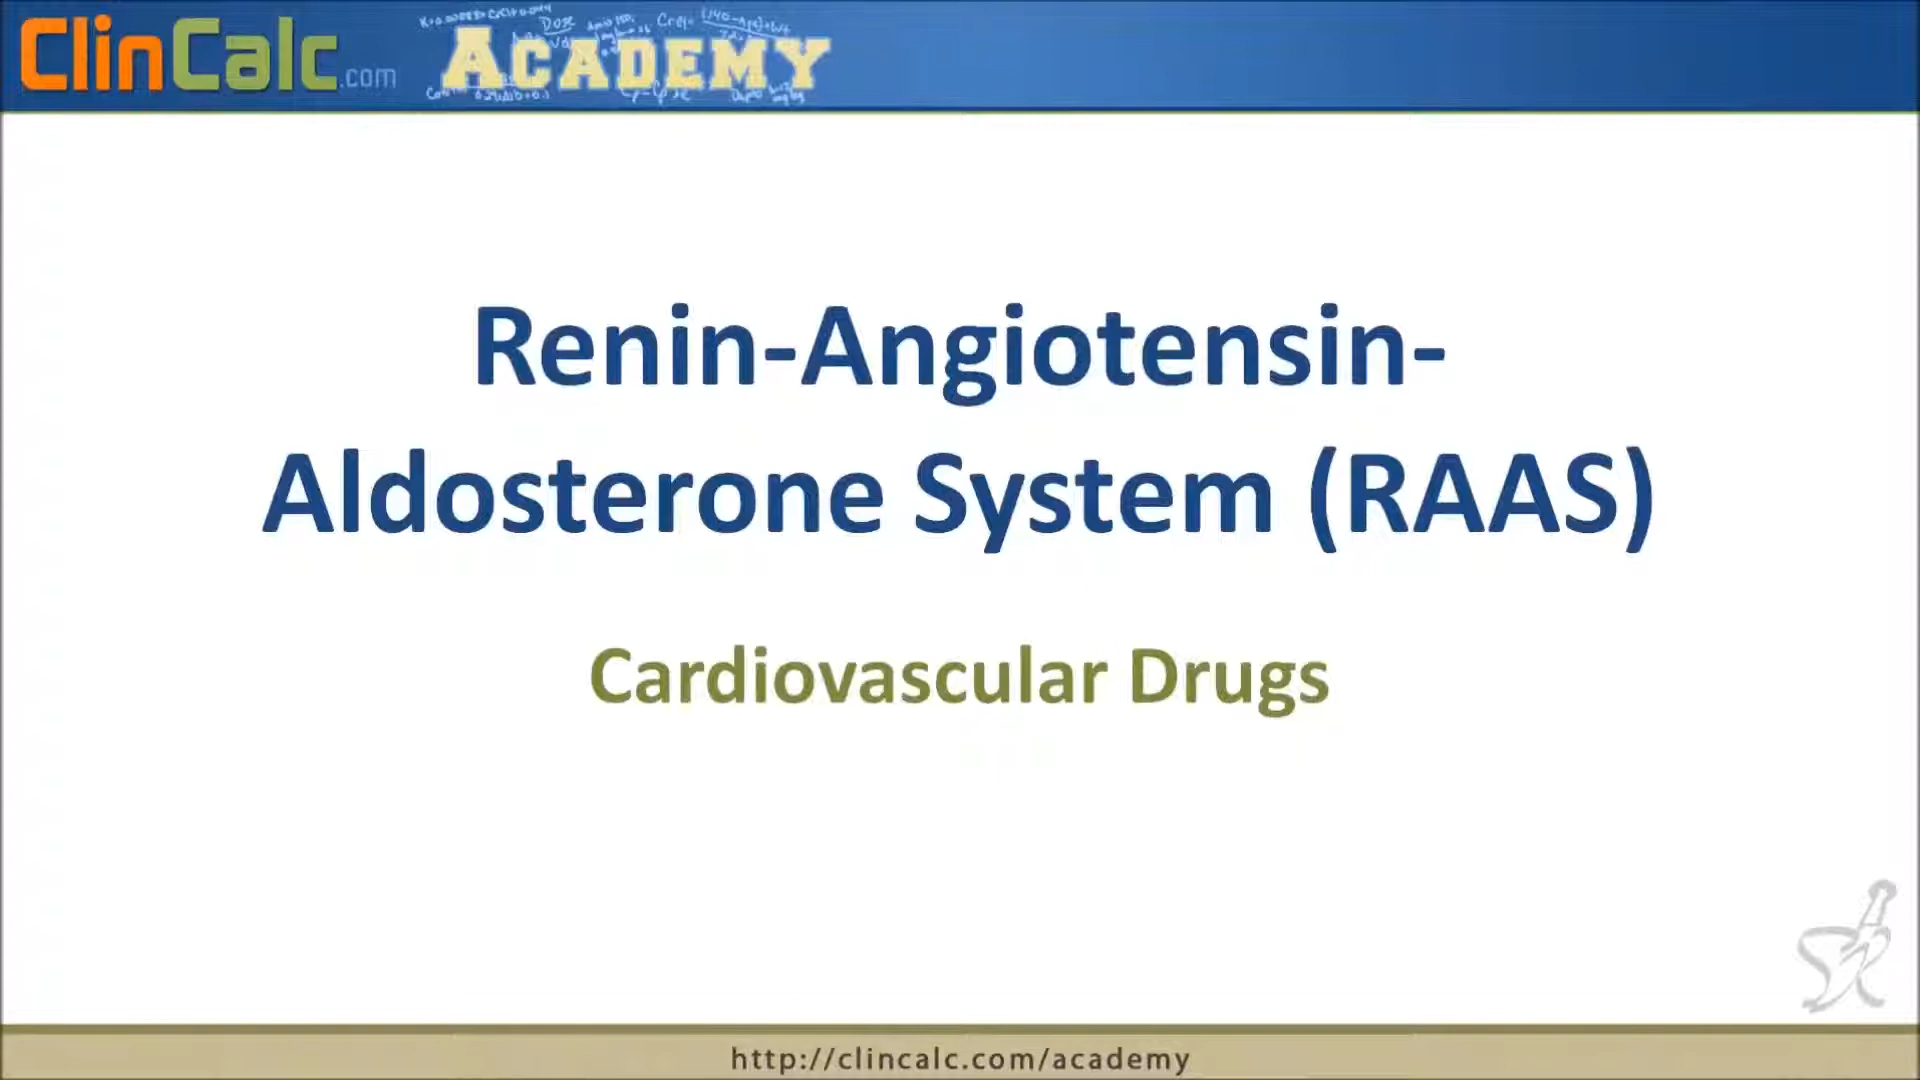 ClinCalc.com ACADEMY
Renin-Angiotensin-
Aldosterone System (RAAS)
Cardiovascular Drugs
http://clincalc.com/academy